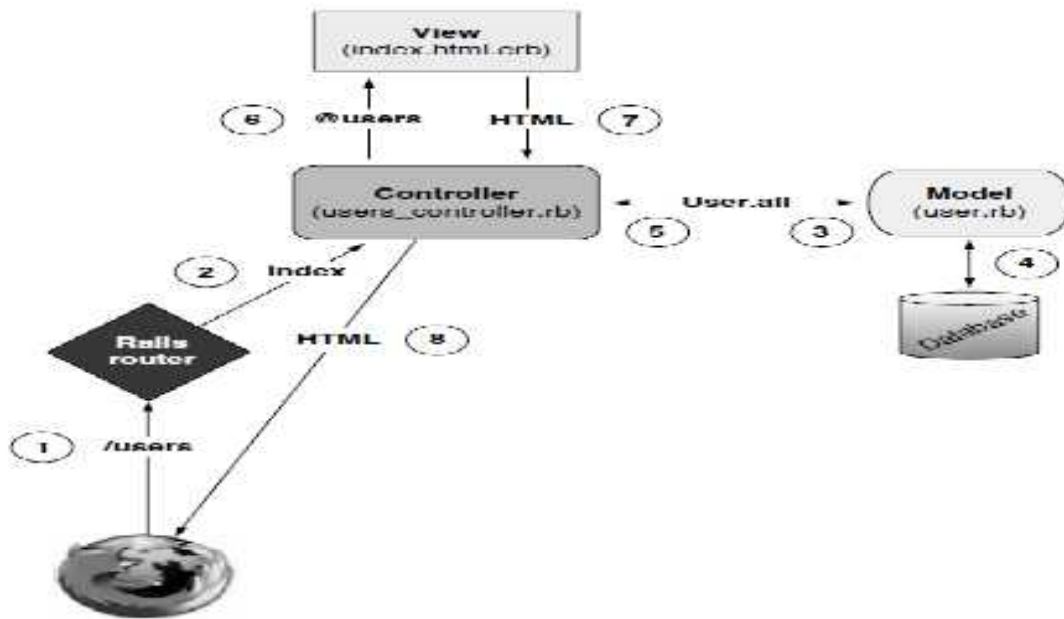 View
(index.html.erb)
6 @users HTML 7
Controller
(users_controller.rb)
User.all
Model
(user.rb)
5 3
4
2 index
Database
Rails
router
HTML 8
1 /users